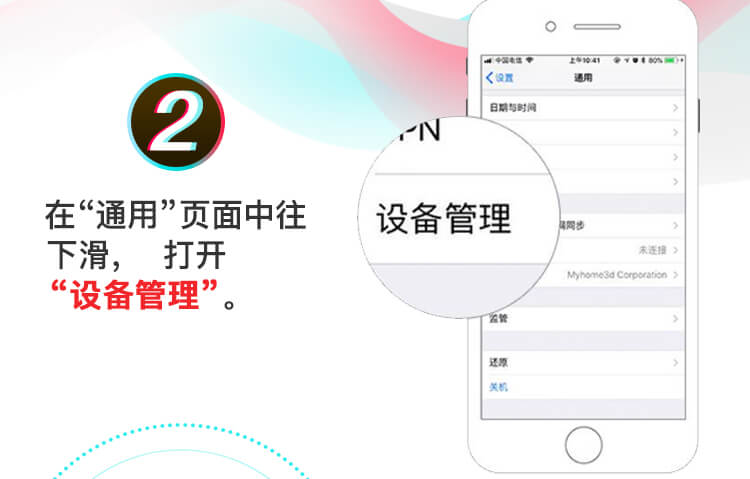 2
在“通用”页面中往
下滑, 打开
“设备管理”。
中国电信 上午10:41 80%
设置 通用
日期与时间
PN
设备管理
同步
未连接
Myhome3d Corporation
监管
还原
关机